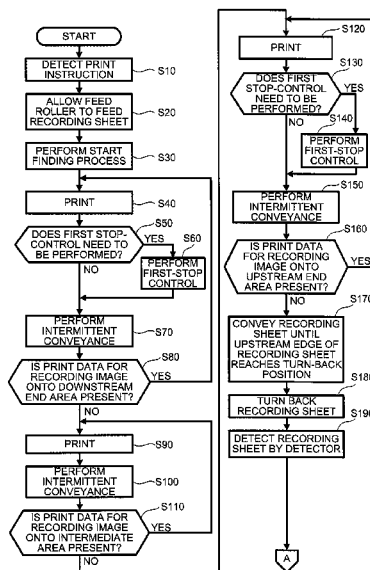 START
DETECT PRINT
INSTRUCTION
S10
ALLOW FEED
ROLLER TO FEED
RECORDING SHEET
S20
PERFORM START
FINDING PROCESS
S30
PRINT
S40
DOES FIRST STOP-
CONTROL NEED TO
BE PERFORMED?
S50
YES
NO
S60
PERFORM
FIRST-STOP
CONTROL
PERFORM
INTERMITTENT
CONVEYANCE
S70
IS PRINT DATA FOR
RECORDING IMAGE
ONTO DOWNSTREAM
END AREA PRESENT?
S80
YES
NO
PRINT
S90
PERFORM
INTERMITTENT
CONVEYANCE
S100
IS PRINT DATA FOR
RECORDING IMAGE
ONTO INTERMEDIATE
AREA PRESENT?
S110
YES
NO
PRINT
S120
DOES FIRST
STOP-CONTROL
NEED TO BE
PERFORMED?
S130
YES
NO
S140
PERFORM
FIRST-STOP
CONTROL
PERFORM
INTERMITTENT
CONVEYANCE
S150
IS PRINT DATA
FOR RECORDING
IMAGE ONTO
UPSTREAM END
AREA PRESENT?
S160
YES
NO
CONVEY RECORDING
SHEET UNTIL
UPSTREAM EDGE
OF RECORDING SHEET
REACHES TURN-BACK
POSITION
S170
TURN BACK
RECORDING SHEET
S180
DETECT RECORDING
SHEET BY DETECTOR
S190
A